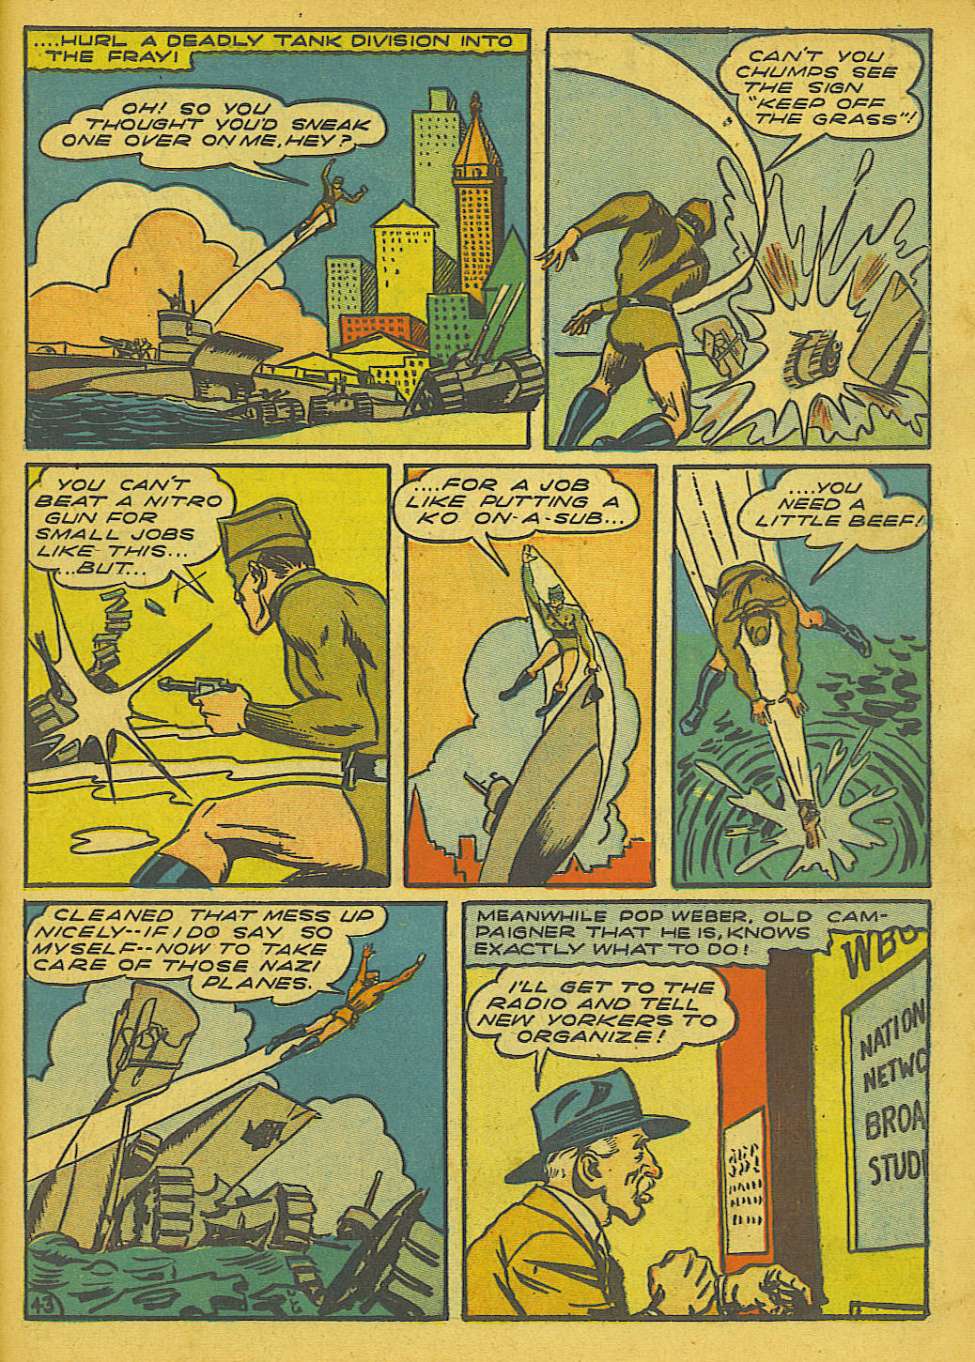 ....HURL A DEADLY TANK DIVISION INTO
THE FRAY!
OH! SO YOU
THOUGHT YOU'D SNEAK
ONE OVER ON ME, HEY?
CAN'T YOU
CHUMPS SEE
THE SIGN
"KEEP OFF
THE GRASS"!
YOU CAN'T
BEAT A NITRO
GUN FOR
SMALL JOBS
LIKE THIS...
...BUT...
....FOR A JOB
LIKE PUTTING A
KO ON-A-SUB...
....YOU
NEED A
LITTLE BEEF!
CLEANED THAT MESS UP
NICELY--IF I DO SAY SO
MYSELF--NOW TO TAKE
CARE OF THOSE NAZI
PLANES.
43
MEANWHILE POP WEBER, OLD CAM-
PAIGNER THAT HE IS, KNOWS
EXACTLY WHAT TO DO!
I'LL GET TO THE
RADIO AND TELL
NEW YORKERS TO
ORGANIZE!
NATION
NETWO
BROA
STUDI